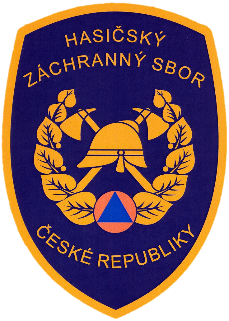 HASIČSKÝ
ZÁCHRANNÝ SBOR
ČESKÉ REPUBLIKY